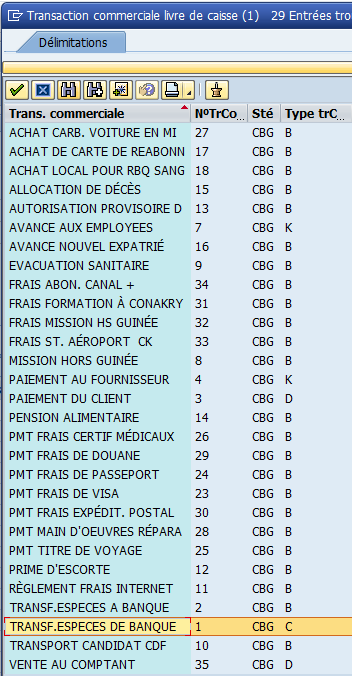 Transaction commerciale livre de caisse (1) 29 Entrées tro
Délimitations
Trans. commerciale NºTrCo... Sté Type trC...
ACHAT CARB. VOITURE EN MI 27 CBG B
ACHAT DE CARTE DE REABONN 17 CBG B
ACHAT LOCAL POUR RBQ SANG 18 CBG B
ALLOCATION DE DÉCÈS 15 CBG B
AUTORISATION PROVISOIRE D 13 CBG B
AVANCE AUX EMPLOYEES 7 CBG K
AVANCE NOUVEL EXPATRIÉ 16 CBG B
EVACUATION SANITAIRE 9 CBG B
FRAIS ABON. CANAL + 34 CBG B
FRAIS FORMATION À CONAKRY 31 CBG B
FRAIS MISSION HS GUINÉE 32 CBG B
FRAIS ST. AÉROPORT CK 33 CBG B
MISSION HORS GUINÉE 8 CBG B
PAIEMENT AU FOURNISSEUR 4 CBG K
PAIEMENT DU CLIENT 3 CBG D
PENSION ALIMENTAIRE 14 CBG B
PMT FRAIS CERTIF MÉDICAUX 26 CBG B
PMT FRAIS DE DOUANE 29 CBG B
PMT FRAIS DE PASSEPORT 24 CBG B
PMT FRAIS DE VISA 23 CBG B
PMT FRAIS EXPÉDIT. POSTAL 30 CBG B
PMT MAIN D'OEUVRES RÉPARA 28 CBG B
PMT TITRE DE VOYAGE 25 CBG B
PRIME D'ESCORTE 12 CBG B
RÈGLEMENT FRAIS INTERNET 11 CBG B
TRANSF.ESPECES A BANQUE 2 CBG B
TRANSF.ESPECES DE BANQUE 1 CBG C
TRANSPORT CANDIDAT CDF 10 CBG B
VENTE AU COMPTANT 35 CBG D